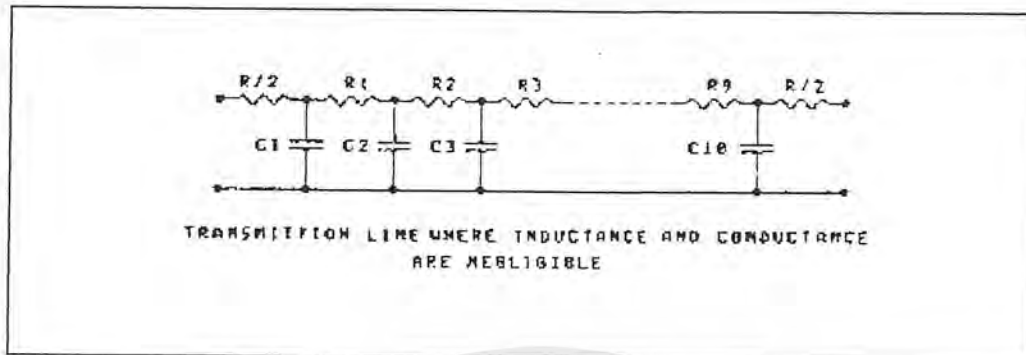 R/2 R1 R2 R3 R9 R/2
C1 C2 C3 C10
TRANSMITTION LINE WHERE INDUCTANCE AND CONDUCTANCE
ARE NEGLIGIBLE